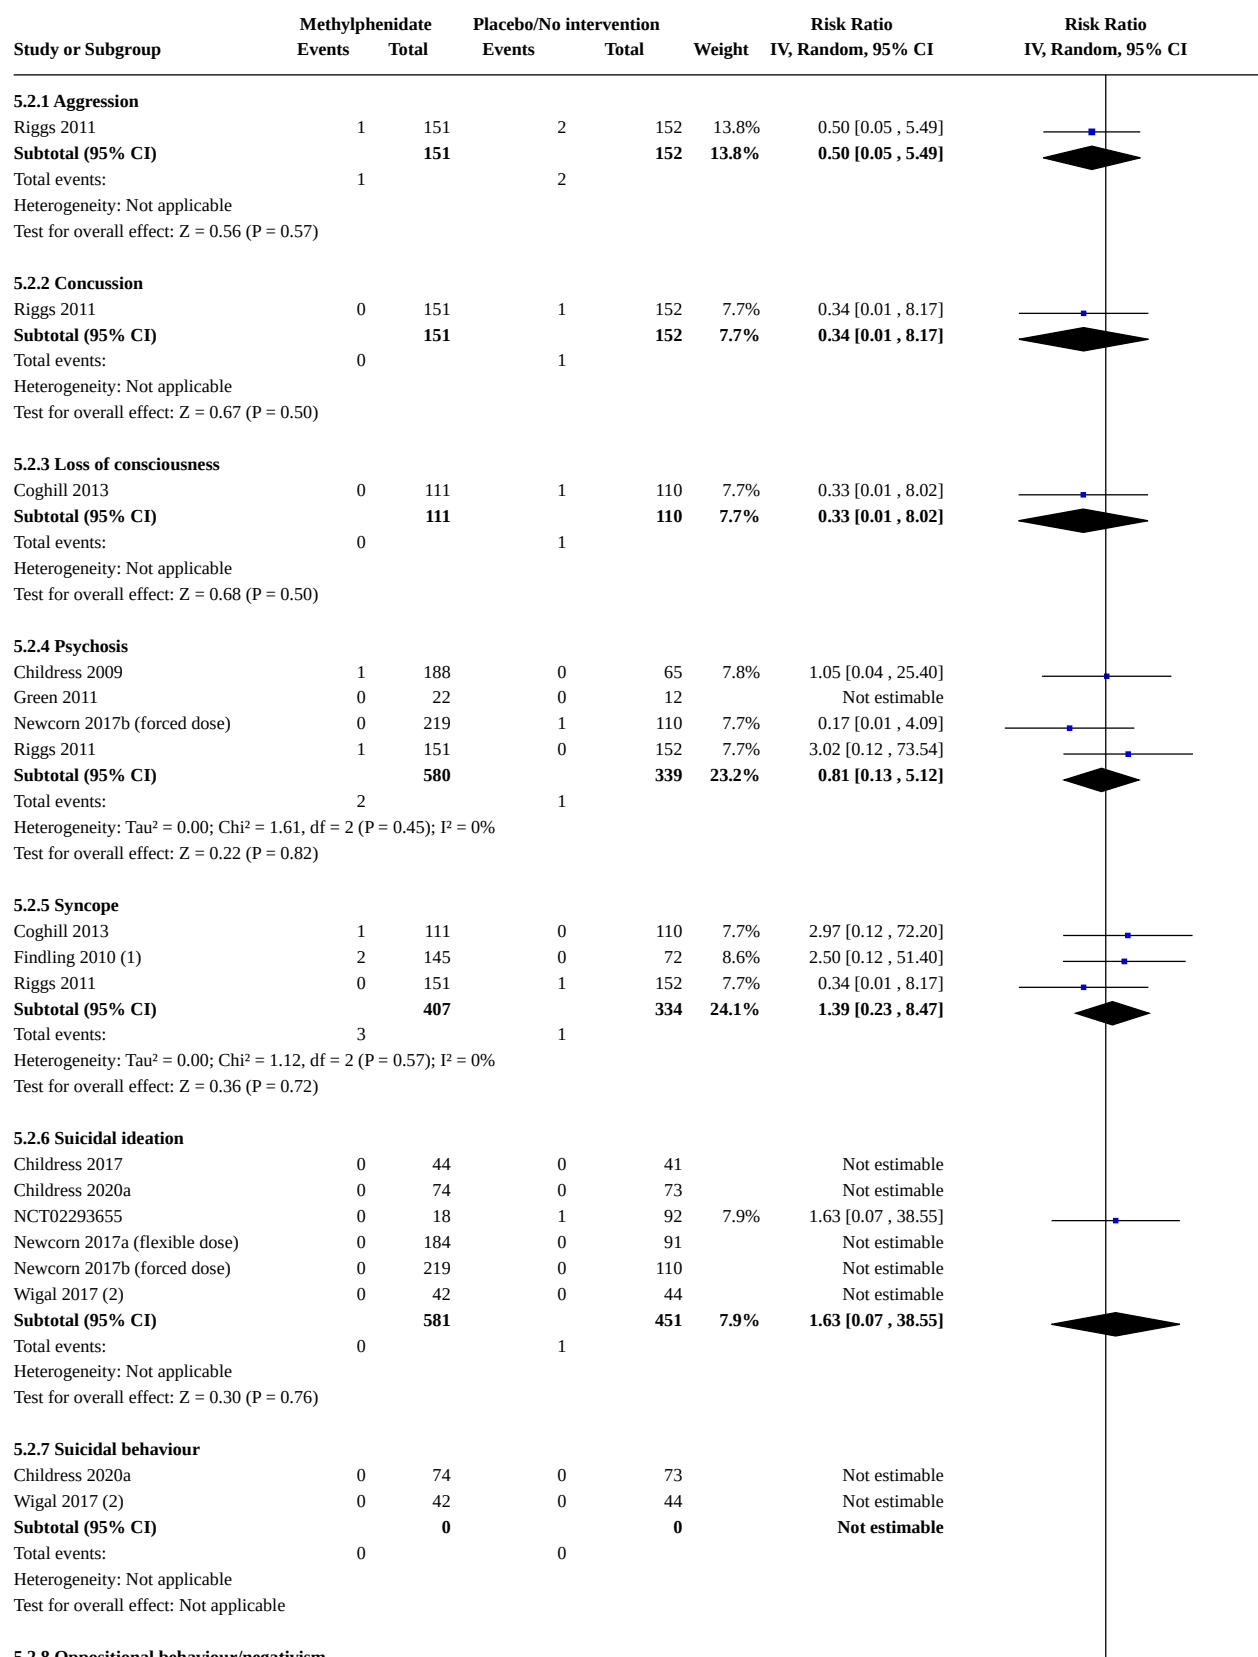 Methylphenidate Placebo/No intervention Risk Ratio Risk Ratio
Study or Subgroup Events Total Events Total Weight IV, Random, 95% CI IV, Random, 95% CI
5.2.1 Aggression
Riggs 2011 1 151 2 152 13.8% 0.50 [0.05 , 5.49]
Subtotal (95% CI) 151 152 13.8% 0.50 [0.05 , 5.49]
Total events: 1 2
Heterogeneity: Not applicable
Test for overall effect: Z = 0.56 (P = 0.57)
5.2.2 Concussion
Riggs 2011 0 151 1 152 7.7% 0.34 [0.01 , 8.17]
Subtotal (95% CI) 151 152 7.7% 0.34 [0.01 , 8.17]
Total events: 0 1
Heterogeneity: Not applicable
Test for overall effect: Z = 0.67 (P = 0.50)
5.2.3 Loss of consciousness
Coghill 2013 0 111 1 110 7.7% 0.33 [0.01 , 8.02]
Subtotal (95% CI) 111 110 7.7% 0.33 [0.01 , 8.02]
Total events: 0 1
Heterogeneity: Not applicable
Test for overall effect: Z = 0.68 (P = 0.50)
5.2.4 Psychosis
Childress 2009 1 188 0 65 7.8% 1.05 [0.04 , 25.40]
Green 2011 0 22 0 12 Not estimable
Newcorn 2017b (forced dose) 0 219 1 110 7.7% 0.17 [0.01 , 4.09]
Riggs 2011 1 151 0 152 7.7% 3.02 [0.12 , 73.54]
Subtotal (95% CI) 580 339 23.2% 0.81 [0.13 , 5.12]
Total events: 2 1
Heterogeneity: Tau² = 0.00; Chi² = 1.61, df = 2 (P = 0.45); I² = 0%
Test for overall effect: Z = 0.22 (P = 0.82)
5.2.5 Syncope
Coghill 2013 1 111 0 110 7.7% 2.97 [0.12 , 72.20]
Findling 2010 (1) 2 145 0 72 8.6% 2.50 [0.12 , 51.40]
Riggs 2011 0 151 1 152 7.7% 0.34 [0.01 , 8.17]
Subtotal (95% CI) 407 334 24.1% 1.39 [0.23 , 8.47]
Total events: 3 1
Heterogeneity: Tau² = 0.00; Chi² = 1.12, df = 2 (P = 0.57); I² = 0%
Test for overall effect: Z = 0.36 (P = 0.72)
5.2.6 Suicidal ideation
Childress 2017 0 44 0 41 Not estimable
Childress 2020a 0 74 0 73 Not estimable
NCT02293655 0 18 1 92 7.9% 1.63 [0.07 , 38.55]
Newcorn 2017a (flexible dose) 0 184 0 91 Not estimable
Newcorn 2017b (forced dose) 0 219 0 110 Not estimable
Wigal 2017 (2) 0 42 0 44 Not estimable
Subtotal (95% CI) 581 451 7.9% 1.63 [0.07 , 38.55]
Total events: 0 1
Heterogeneity: Not applicable
Test for overall effect: Z = 0.30 (P = 0.76)
5.2.7 Suicidal behaviour
Childress 2020a 0 74 0 73 Not estimable
Wigal 2017 (2) 0 42 0 44 Not estimable
Subtotal (95% CI) 0 0 Not estimable
Total events: 0 0
Heterogeneity: Not applicable
Test for overall effect: Not applicable
5.2.8 Oppositional behaviour/negativism